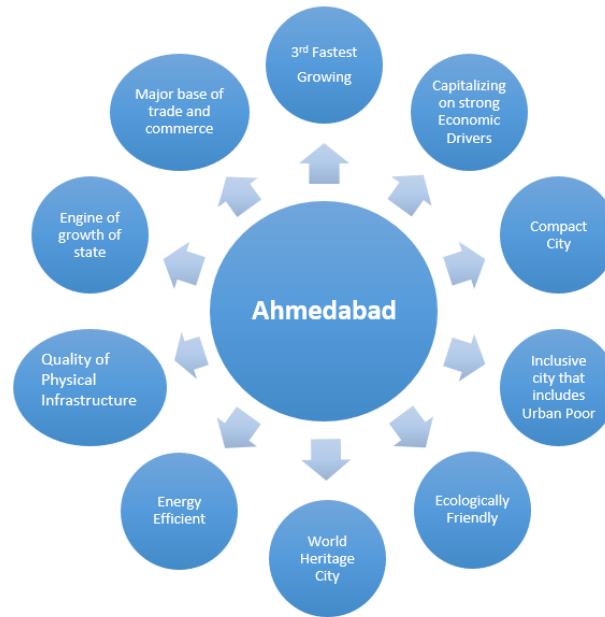 3rd Fastest
Growing
Capitalizing
on strong
Economic
Drivers
Compact
City
Inclusive
city that
includes
Urban Poor
Ecologically
Friendly
World
Heritage
City
Energy
Efficient
Quality of
Physical
Infrastructure
Engine of
growth of
state
Major base of
trade and
commerce
Ahmedabad